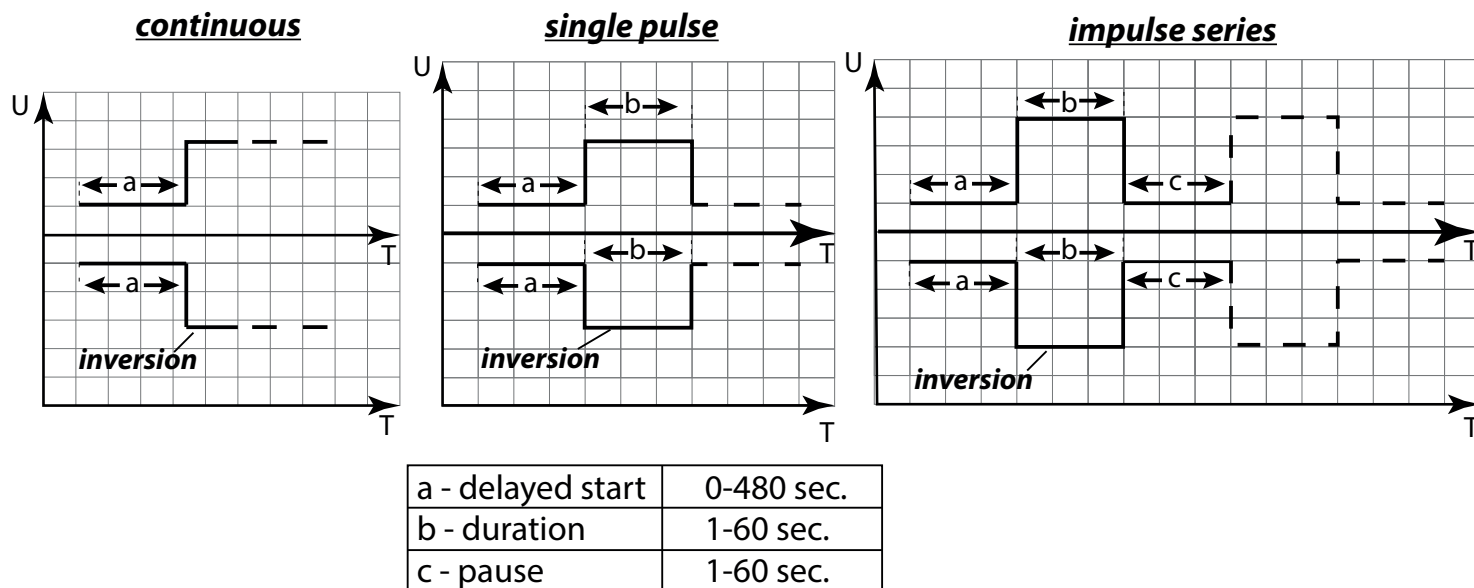 continuous
single pulse
impulse series
U
a
T
a
inversion
T
U
b
a
T
b
a
inversion
T
U
b
a
c
T
b
a
c
inversion
T
a - delayed start 0-480 sec.
b - duration 1-60 sec.
c - pause 1-60 sec.